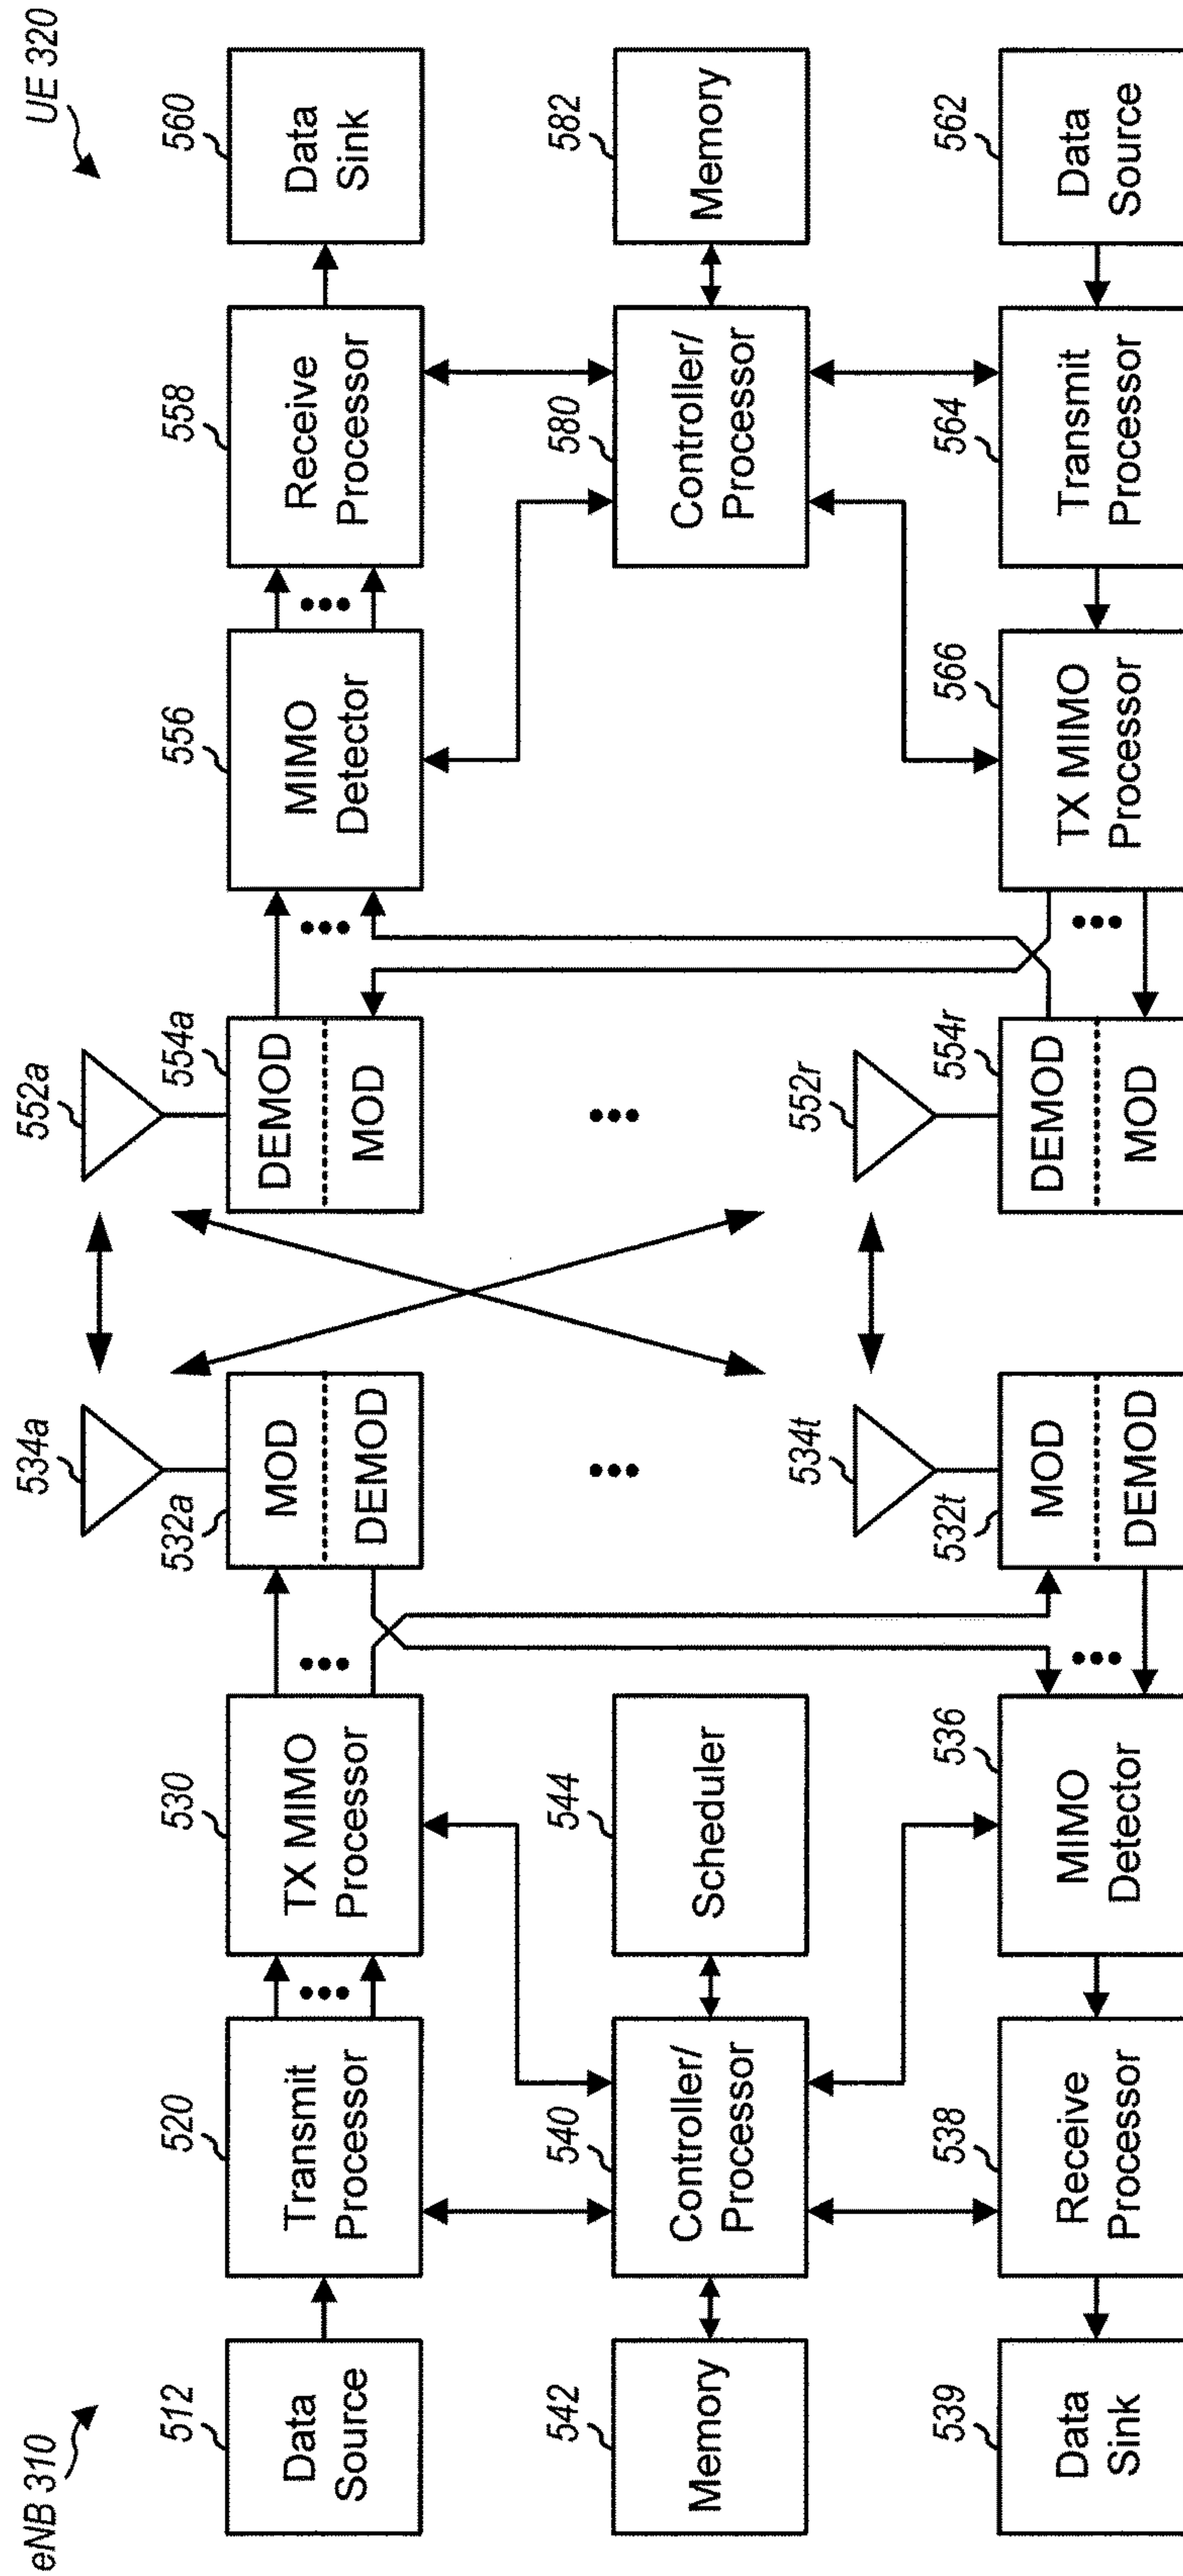 eNB 310
UE 320
512
Data
Source
520
Transmit
Processor
530
TX MIMO
Processor
534a
532a
MOD
DEMOD
552a
554a
DEMOD
MOD
556
MIMO
Detector
558
Receive
Processor
560
Data
Sink
542
Memory
540
Controller/
Processor
544
Scheduler
580
Controller/
Processor
582
Memory
539
Data
Sink
538
Receive
Processor
536
MIMO
Detector
534t
532t
MOD
DEMOD
552r
554r
DEMOD
MOD
566
TX MIMO
Processor
564
Transmit
Processor
562
Data
Source